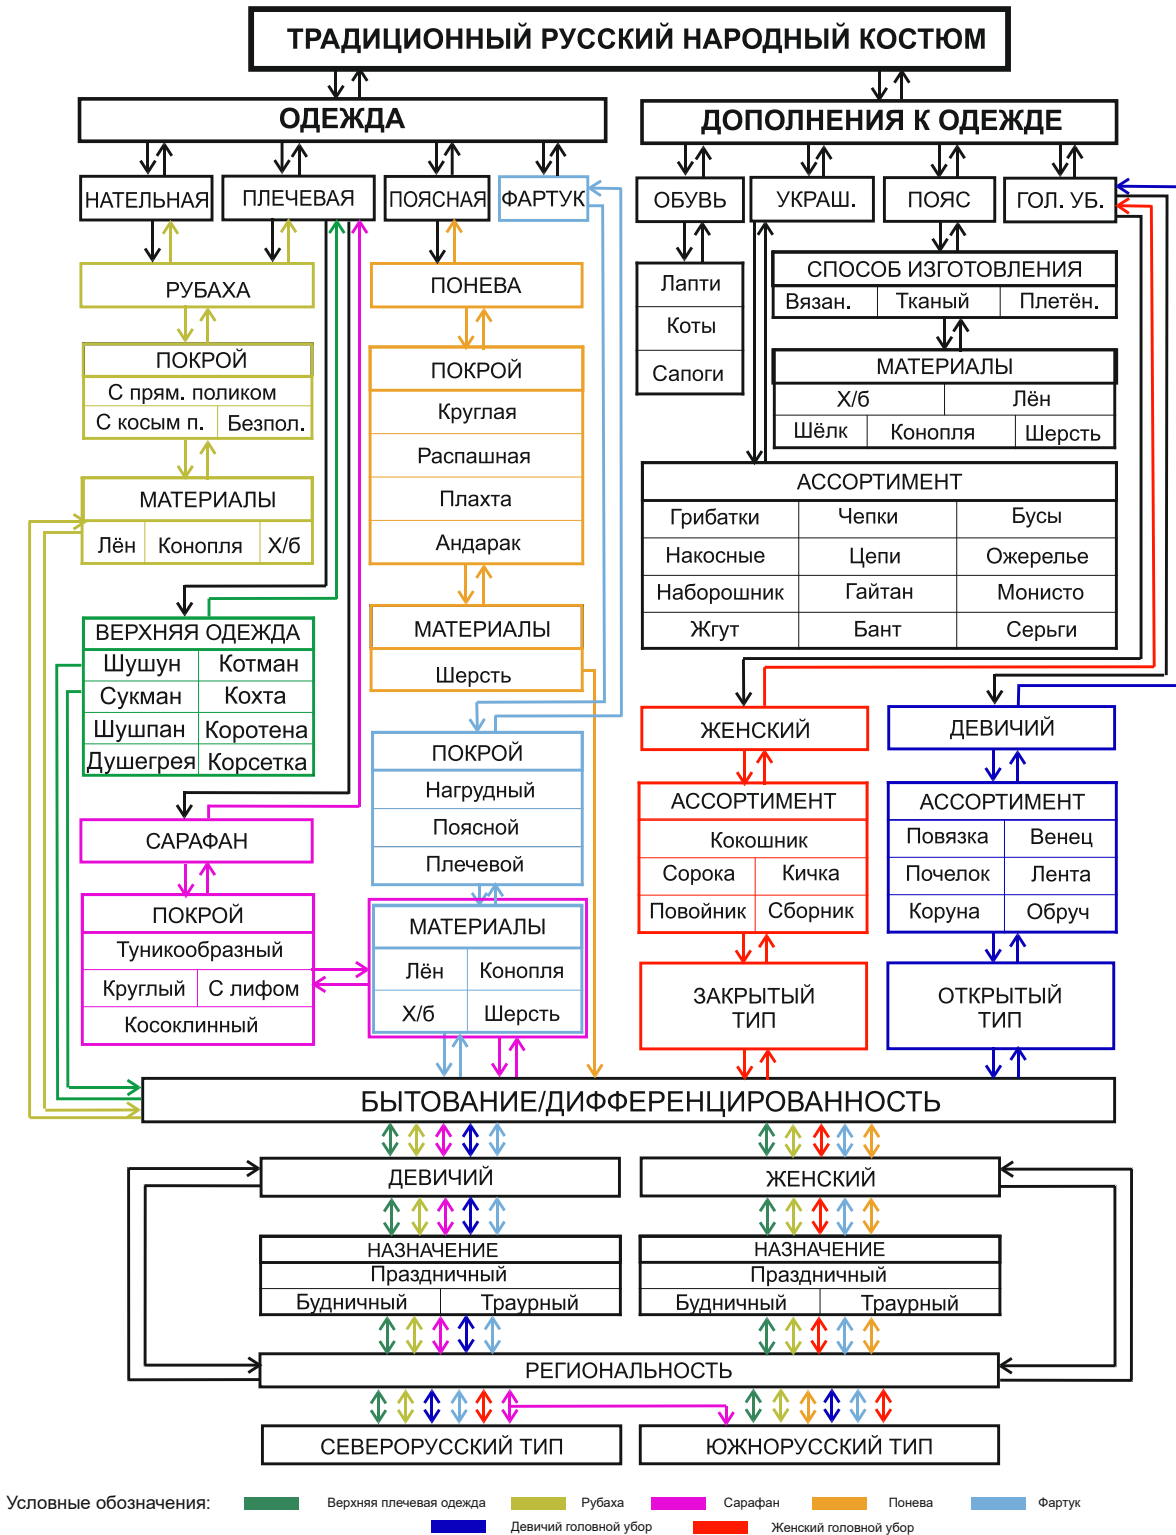 ТРАДИЦИОННЫЙ РУССКИЙ НАРОДНЫЙ КОСТЮМ
ОДЕЖДА
ДОПОЛНЕНИЯ К ОДЕЖДЕ
НАТЕЛЬНАЯ
ПЛЕЧЕВАЯ
ПОЯСНАЯ
ФАРТУК
ОБУВЬ
УКРАШ.
ПОЯС
ГОЛ. УБ.
РУБАХА
ПОКРОЙ
С прям. поликом
С косым п.
Безпол.
МАТЕРИАЛЫ
Лён
Конопля
Х/б
ВЕРХНЯЯ ОДЕЖДА
Шушун
Котман
Сукман
Кохта
Шушпан
Коротена
Душегрея
Корсетка
САРАФАН
ПОКРОЙ
Туникообразный
Круглый
С лифом
Косоклинный
ПОНЕВА
ПОКРОЙ
Круглая
Распашная
Плахта
Андарак
МАТЕРИАЛЫ
Шерсть
ПОКРОЙ
Нагрудный
Поясной
Плечевой
МАТЕРИАЛЫ
Лён
Конопля
Х/б
Шерсть
Лапти
Коты
Сапоги
СПОСОБ ИЗГОТОВЛЕНИЯ
Вязан.
Тканый
Плетён.
МАТЕРИАЛЫ
Х/б
Лён
Шёлк
Конопля
Шерсть
АССОРТИМЕНТ
Грибатки
Чепки
Бусы
Накосные
Цепи
Ожерелье
Наборошник
Гайтан
Монисто
Жгут
Бант
Серьги
ЖЕНСКИЙ
АССОРТИМЕНТ
Кокошник
Сорока
Кичка
Повойник
Сборник
ЗАКРЫТЫЙ
ТИП
ДЕВИЧИЙ
АССОРТИМЕНТ
Повязка
Венец
Почелок
Лента
Коруна
Обруч
ОТКРЫТЫЙ
ТИП
БЫТОВАНИЕ/ДИФФЕРЕНЦИРОВАННОСТЬ
ДЕВИЧИЙ
ЖЕНСКИЙ
НАЗНАЧЕНИЕ
Праздничный
Будничный
Траурный
НАЗНАЧЕНИЕ
Праздничный
Будничный
Траурный
РЕГИОНАЛЬНОСТЬ
СЕВЕРОРУССКИЙ ТИП
ЮЖНОРУССКИЙ ТИП
Условные обозначения:
Верхняя плечевая одежда
Рубаха
Сарафан
Понева
Фартук
Девичий головной убор
Женский головной убор